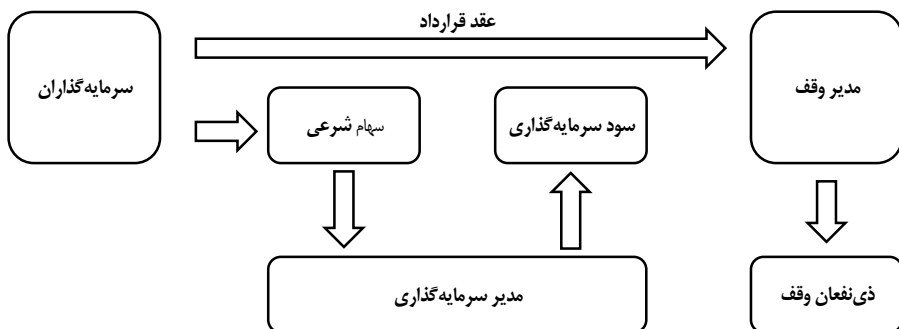 عقد قرارداد
سرمایه‌گذاران
مدیر وقف
سهام شرعی
سود سرمایه‌گذاری
مدیر سرمایه‌گذاری
ذی‌نفعان وقف